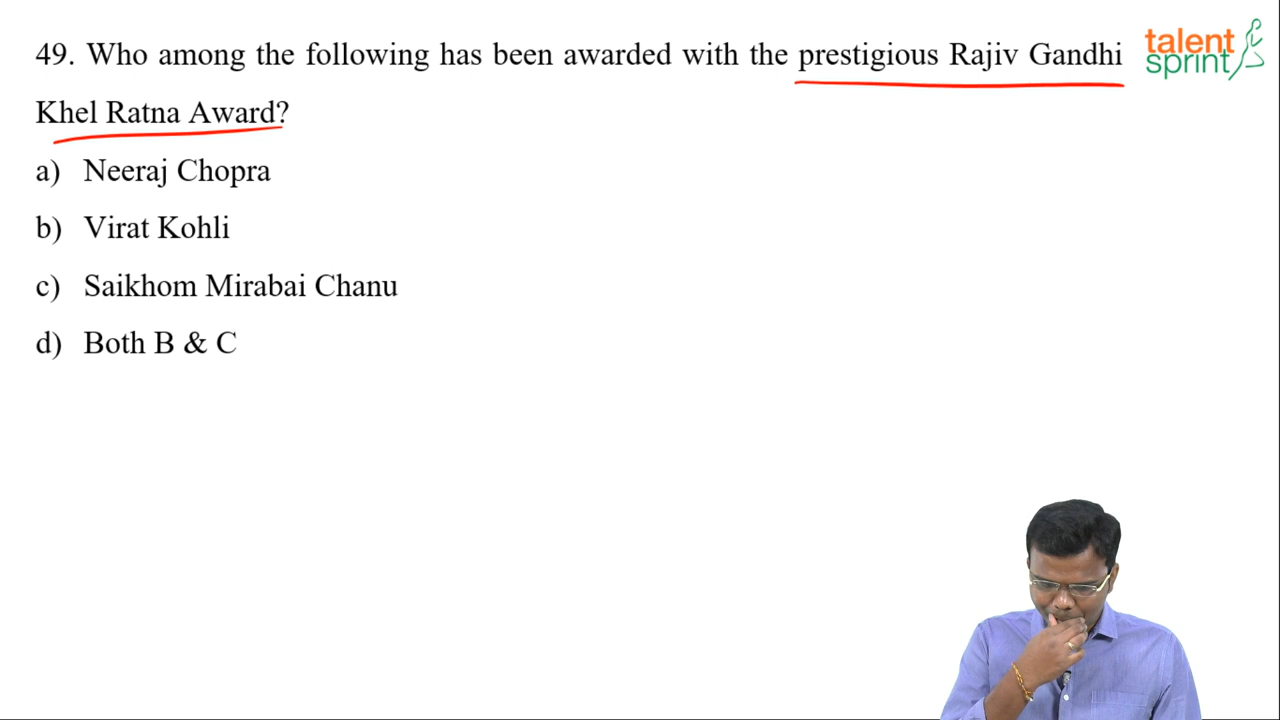 49. Who among the following has been awarded with the prestigious Rajiv Gandhi
Khel Ratna Award?
a) Neeraj Chopra
b) Virat Kohli
c) Saikhom Mirabai Chanu
d) Both B & C
talent
sprint